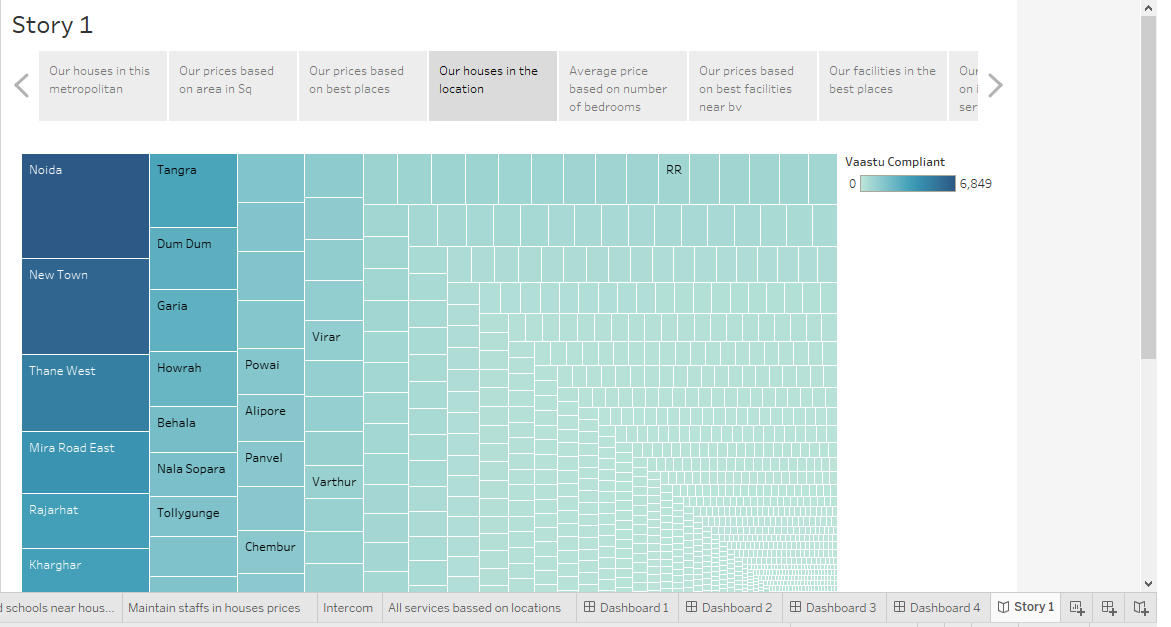 Story 1
Our houses in this
metropolitan
Our prices based
on area in Sq
Our prices based
on best places
Our houses in the
location
Average price
based on number
of bedrooms
Our prices based
on best facilities
near by
Our facilities in the
best places
Our
on i
ser
Noida
New Town
Thane West
Mira Road East
Rajarhat
Kharghar
Tangra
Dum Dum
Garia
Howrah
Behala
Nala Sopara
Tollygunge
Powai
Alipore
Panvel
Chembur
Virar
Varthur
RR
Vaastu Compliant
0 6,849
d schools near hous... Maintain staffs in houses prices Intercom All services bassed on locations Dashboard 1 Dashboard 2 Dashboard 3 Dashboard 4 Story 1